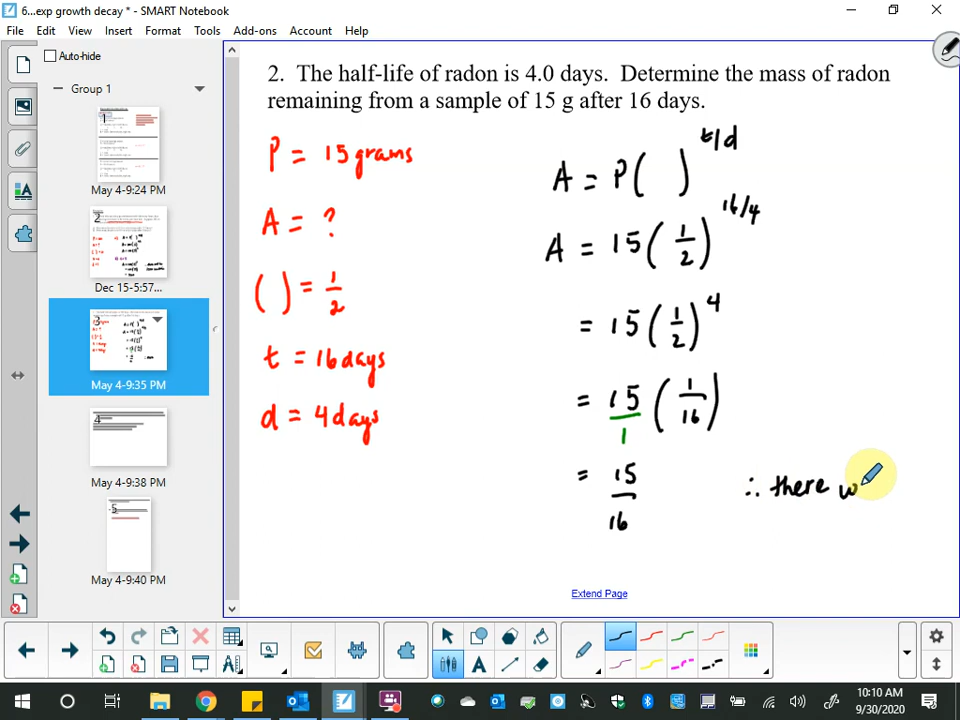 6...exp growth decay * - SMART Notebook
File Edit View Insert Format Tools Add-ons Account Help
Auto-hide
Group 1
1
May 4-9:24 PM
2
Dec 15-5:57...
3
May 4-9:35 PM
4
May 4-9:38 PM
5
May 4-9:40 PM
2. The half-life of radon is 4.0 days. Determine the mass of radon
remaining from a sample of 15 g after 16 days.
P = 15 grams
A = ?
( ) = 1/2
t = 16 days
d = 4 days
A = P( )^t/d
A = 15(1/2)^16/4
= 15(1/2)^4
= 15/1 (1/16)
= 15/16
∴ there w
Extend Page
10:10 AM
9/30/2020